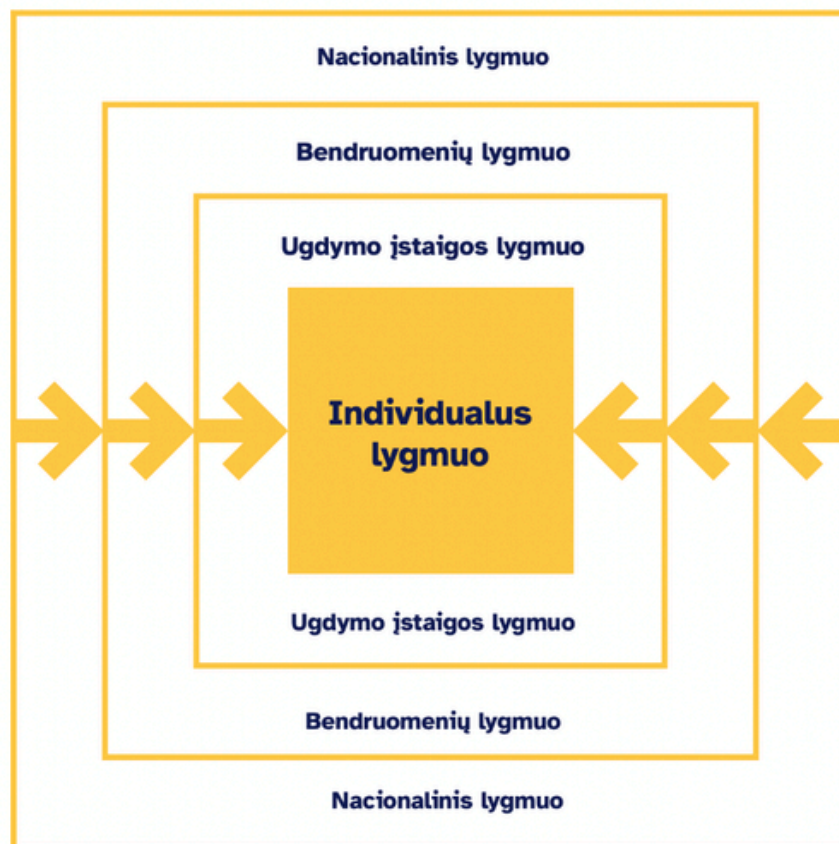 Nacionalinis lygmuo
Bendruomenių lygmuo
Ugdymo įstaigos lygmuo
Individualus
lygmuo
Ugdymo įstaigos lygmuo
Bendruomenių lygmuo
Nacionalinis lygmuo